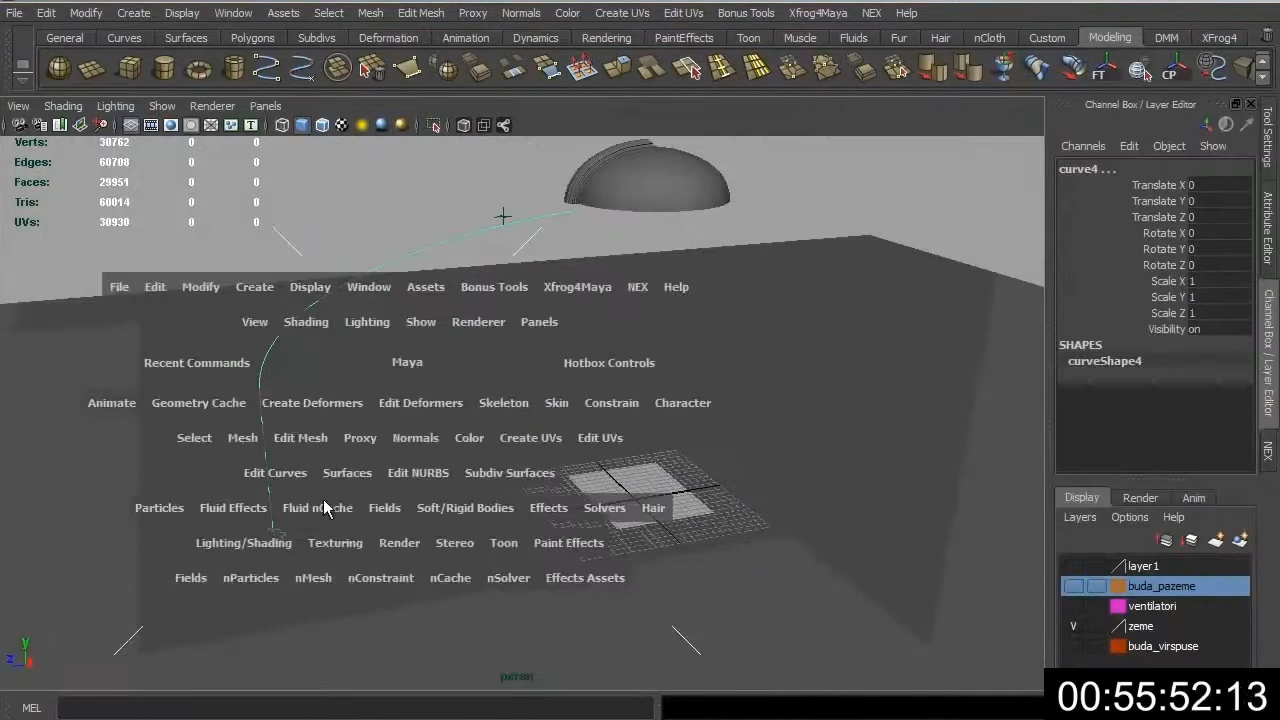 File Edit Modify Create Display Window Assets Select Mesh Edit Mesh Proxy Normals Color Create UVs Edit UVs Bonus Tools Xfrog4Maya NEX Help
General Curves Surfaces Polygons Subdivs Deformation Animation Dynamics Rendering PaintEffects Toon Muscle Fluids Fur Hair nCloth Custom Modeling DMM XFrog4
FT CP
View Shading Lighting Show Renderer Panels
Verts: 30762 0 0
Edges: 60708 0 0
Faces: 29951 0 0
Tris: 60014 0 0
UVs: 30930 0 0
File Edit Modify Create Display Window Assets Bonus Tools Xfrog4Maya NEX Help
View Shading Lighting Show Renderer Panels
Recent Commands Maya Hotbox Controls
Animate Geometry Cache Create Deformers Edit Deformers Skeleton Skin Constrain Character
Select Mesh Edit Mesh Proxy Normals Color Create UVs Edit UVs
Edit Curves Surfaces Edit NURBS Subdiv Surfaces
Particles Fluid Effects Fluid nCache Fields Soft/Rigid Bodies Effects Solvers Hair
Lighting/Shading Texturing Render Stereo Toon Paint Effects
Fields nParticles nMesh nConstraint nCache nSolver Effects Assets
y
z
persp
MEL
Channel Box / Layer Editor
Channels Edit Object Show
curve4 . . .
Translate X 0
Translate Y 0
Translate Z 0
Rotate X 0
Rotate Y 0
Rotate Z 0
Scale X 1
Scale Y 1
Scale Z 1
Visibility on
SHAPES
curveShape4
Display Render Anim
Layers Options Help
layer1
buda_pazeme
ventilatori
V zeme
buda_virspuse
Tool Settings
Attribute Editor
Channel Box / Layer Editor
NEX
00:55:52:13